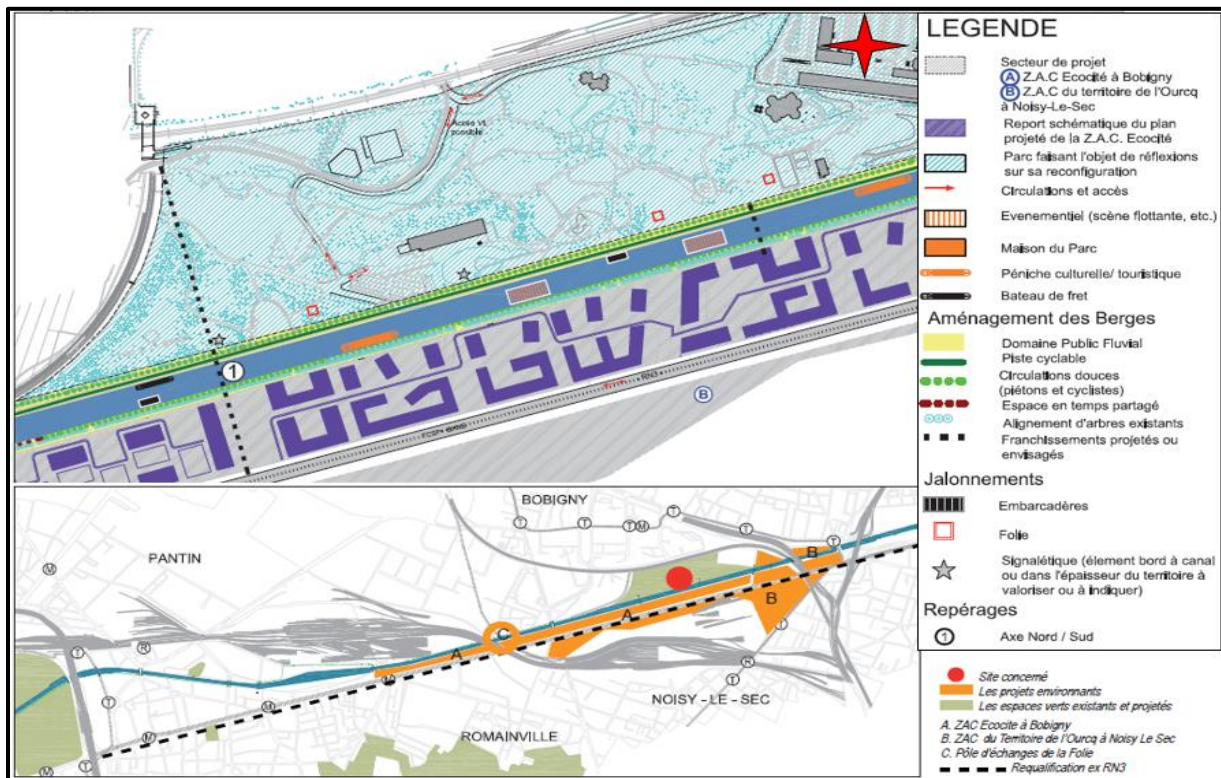 Accès VL
possible
1
RN3
B
LEGENDE
Secteur de projet
A Z.A.C Ecocité à Bobigny
B Z.A.C du territoire de l'Ourcq
à Noisy-Le-Sec
Report schématique du plan
projeté de la Z.A.C. Ecocité
Parc faisant l'objet de réflexions
sur sa reconfiguration
Circulations et accès
Evénementiel (scène flottante, etc.)
Maison du Parc
Péniche culturelle/ touristique
Bateau de fret
Aménagement des Berges
Domaine Public Fluvial
Piste cyclable
Circulations douces
(piétons et cyclistes)
Espace en temps partagé
Alignement d'arbres existants
Franchissements projetés ou
envisagés
Jalonnements
Embarcadères
Folie
Signalétique (élement bord à canal
ou dans l'épaisseur du territoire à
valoriser ou à indiquer)
Repérages
1 Axe Nord / Sud
BOBIGNY
PANTIN
T T T M T T T
M
B
A
B
C
T R
A
M T
M
T R
T
NOISY - LE - SEC
M
M
ROMAINVILLE
T
Site concerné
Les projets environnants
Les espaces verts existants et projetés
A. ZAC Ecocite à Bobigny
B. ZAC du Territoire de l'Ourcq à Noisy Le Sec
C. Pôle d'échanges de la Folie
Requalification ex RN3